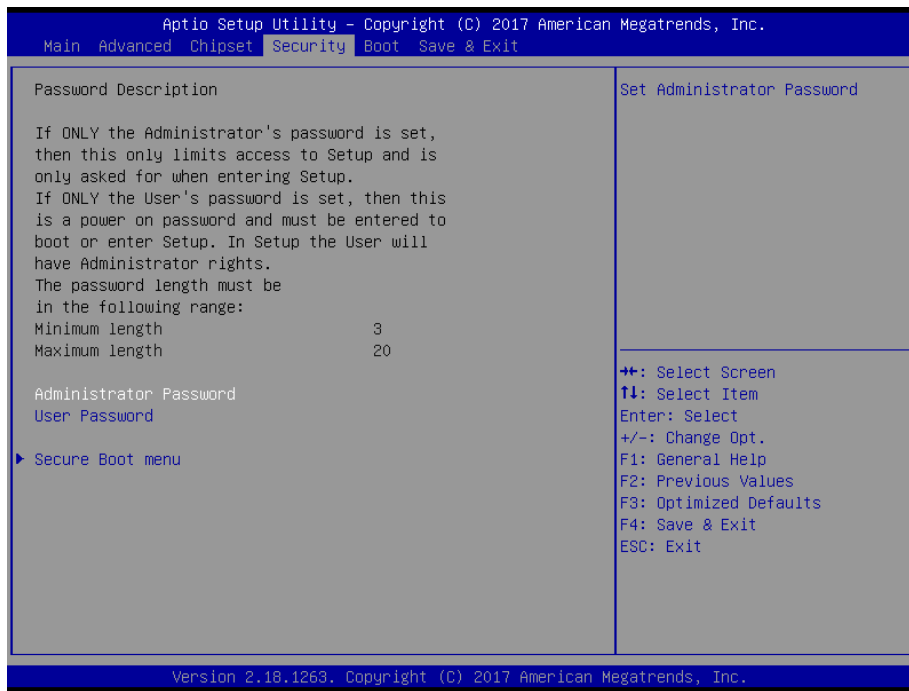 Aptio Setup Utility – Copyright (C) 2017 American Megatrends, Inc.
Main Advanced Chipset Security Boot Save & Exit
Password Description
If ONLY the Administrator's password is set,
then this only limits access to Setup and is
only asked for when entering Setup.
If ONLY the User's password is set, then this
is a power on password and must be entered to
boot or enter Setup. In Setup the User will
have Administrator rights.
The password length must be
in the following range:
Minimum length 3
Maximum length 20
Administrator Password
User Password
Secure Boot menu
Set Administrator Password
→←: Select Screen
↑↓: Select Item
Enter: Select
+/-: Change Opt.
F1: General Help
F2: Previous Values
F3: Optimized Defaults
F4: Save & Exit
ESC: Exit
Version 2.18.1263. Copyright (C) 2017 American Megatrends, Inc.